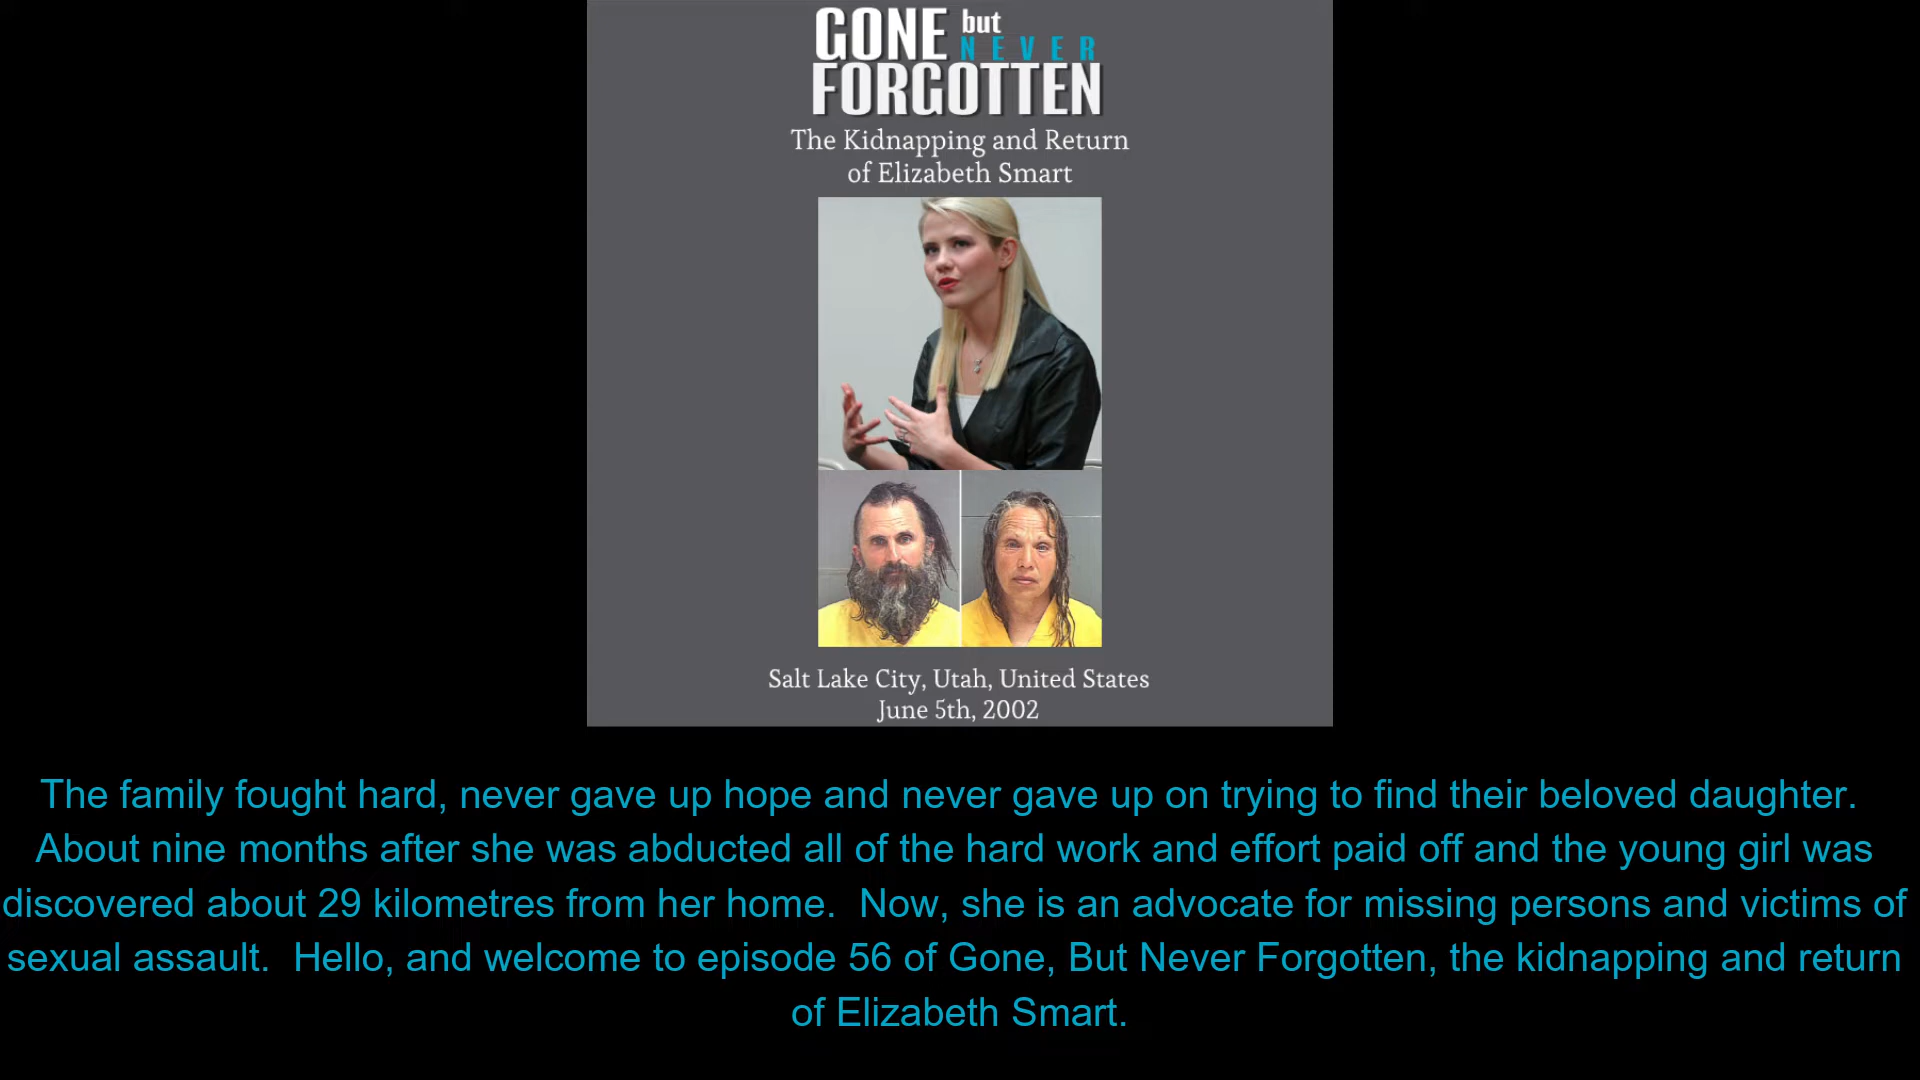 GONE but
NEVER
FORGOTTEN
The Kidnapping and Return
of Elizabeth Smart
Salt Lake City, Utah, United States
June 5th, 2002
The family fought hard, never gave up hope and never gave up on trying to find their beloved daughter.
About nine months after she was abducted all of the hard work and effort paid off and the young girl was
discovered about 29 kilometres from her home.  Now, she is an advocate for missing persons and victims of
sexual assault.  Hello, and welcome to episode 56 of Gone, But Never Forgotten, the kidnapping and return
of Elizabeth Smart.